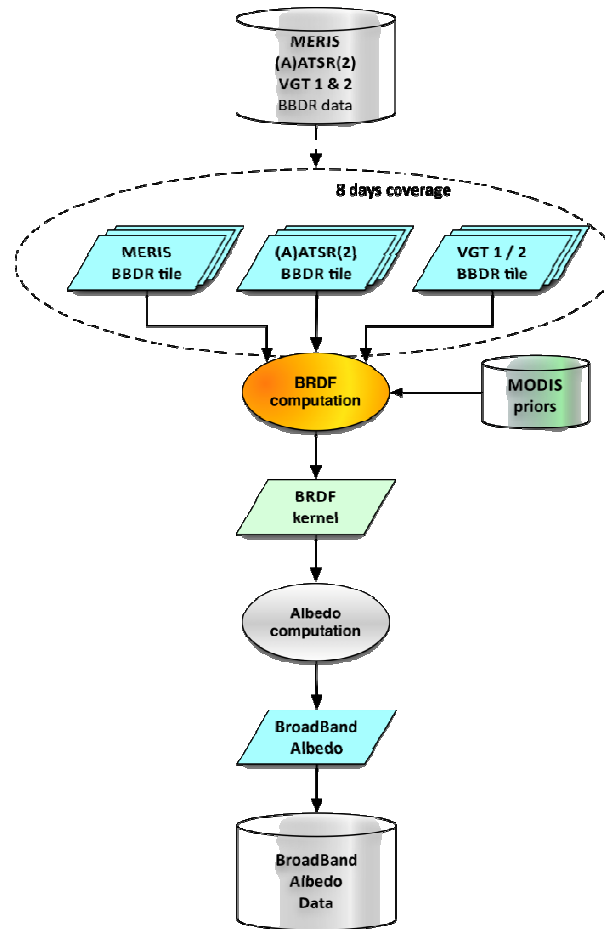 MERIS
(A)ATSR(2)
VGT 1 & 2
BBDR data
8 days coverage
MERIS
BBDR tile
(A)ATSR(2)
BBDR tile
VGT 1 / 2
BBDR tile
BRDF
computation
MODIS
priors
BRDF
kernel
Albedo
computation
BroadBand
Albedo
BroadBand
Albedo
Data